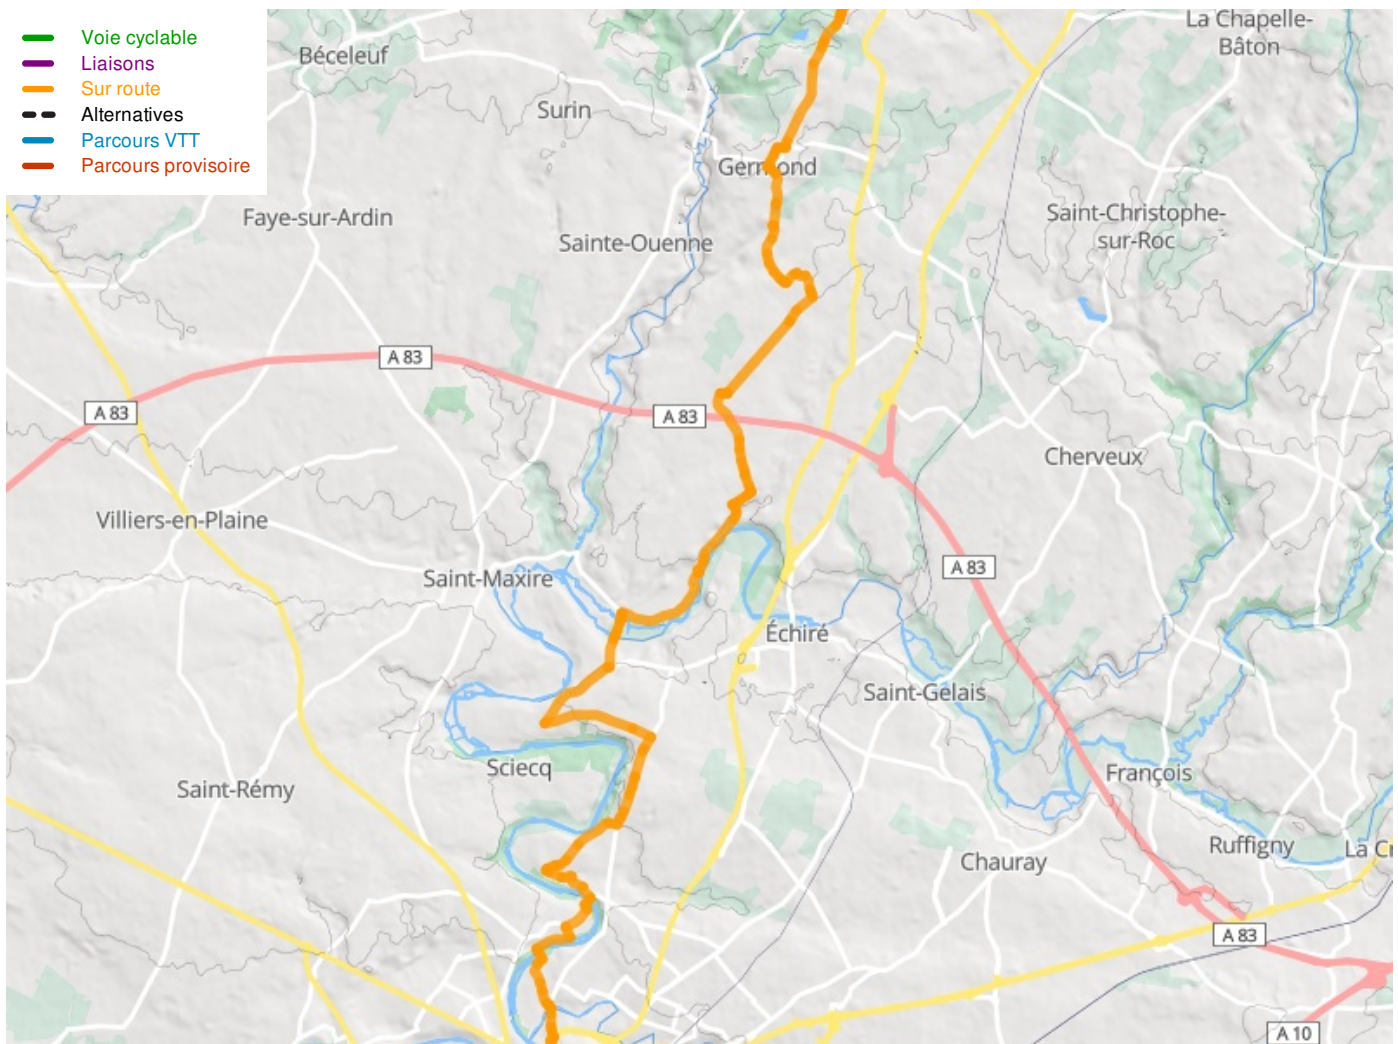 Voie cyclable
Liaisons
Sur route
Alternatives
Parcours VTT
Parcours provisoire
La Chapelle-
Bâton
Béceleuf
Surin
Germond
Faye-sur-Ardin
Sainte-Ouenne
Saint-Christophe-
sur-Roc
A 83
A 83
A 83
Cherveux
Villiers-en-Plaine
A 83
Saint-Maxire
Échiré
Saint-Gelais
Sciecq
François
Saint-Rémy
Ruffigny
La Cr
Chauray
A 83
A 10